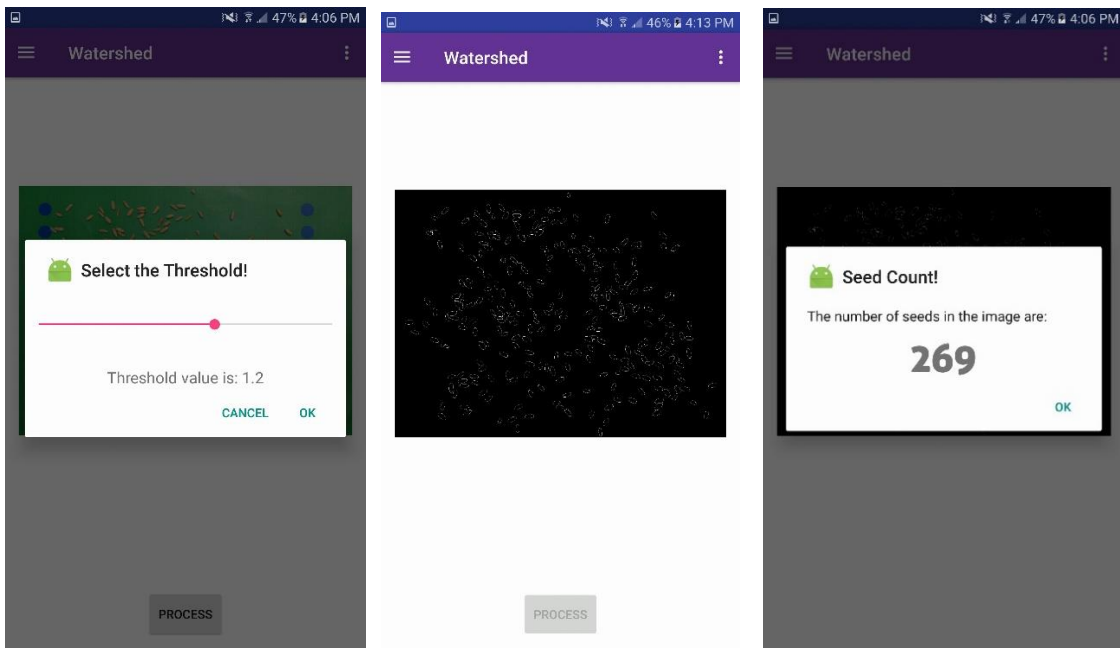 47% 4:06 PM
Watershed
Select the Threshold!
Threshold value is: 1.2
CANCEL OK
PROCESS
46% 4:13 PM
Watershed
PROCESS
47% 4:06 PM
Watershed
Seed Count!
The number of seeds in the image are:
269
OK